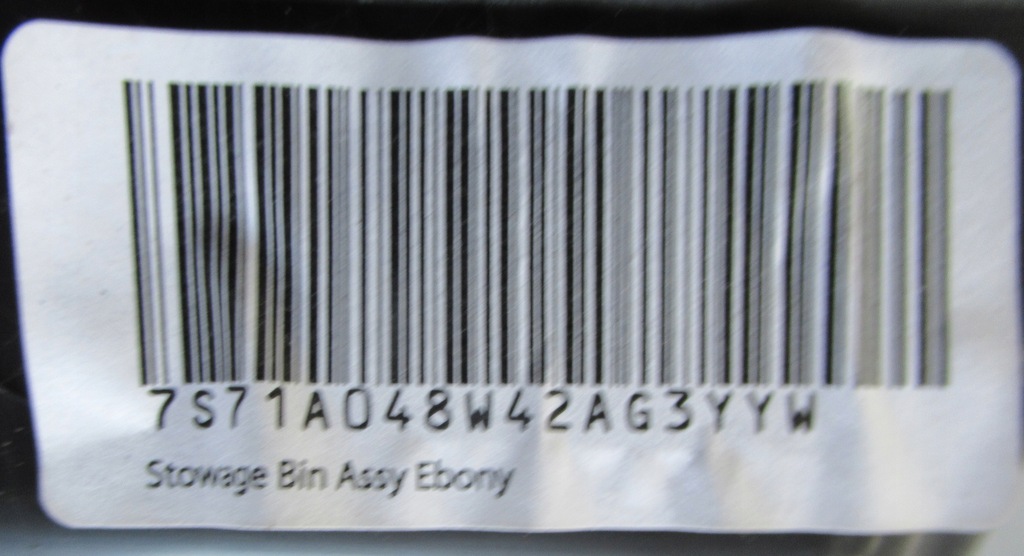 7S71A048W42AG3YYW
Stowage Bin Assy Ebony